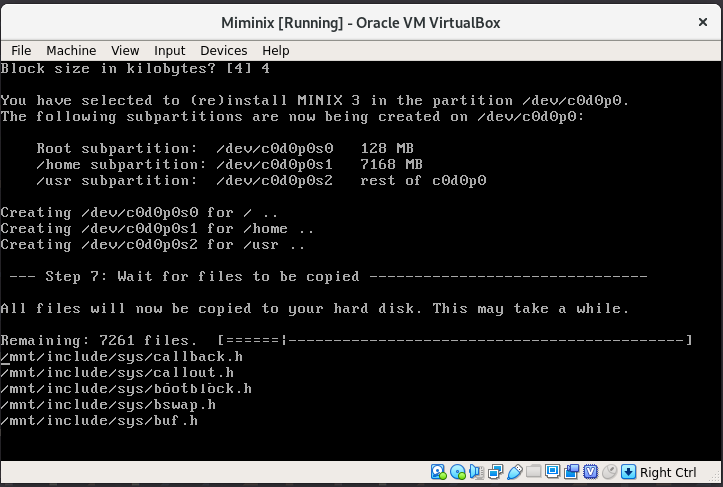 Miminix [Running] - Oracle VM VirtualBox
File Machine View Input Devices Help
Block size in kilobytes? [4] 4
You have selected to (re)install MINIX 3 in the partition /dev/c0d0p0.
The following subpartitions are now being created on /dev/c0d0p0:
Root subpartition: /dev/c0d0p0s0 128 MB
/home subpartition: /dev/c0d0p0s1 7168 MB
/usr subpartition: /dev/c0d0p0s2 rest of c0d0p0
Creating /dev/c0d0p0s0 for / ..
Creating /dev/c0d0p0s1 for /home ..
Creating /dev/c0d0p0s2 for /usr ..
--- Step 7: Wait for files to be copied -------------------------------
All files will now be copied to your hard disk. This may take a while.
Remaining: 7261 files. [======|--------------------------------------------]
/mnt/include/sys/callback.h
/mnt/include/sys/callout.h
/mnt/include/sys/bootblock.h
/mnt/include/sys/bswap.h
/mnt/include/sys/buf.h
Right Ctrl